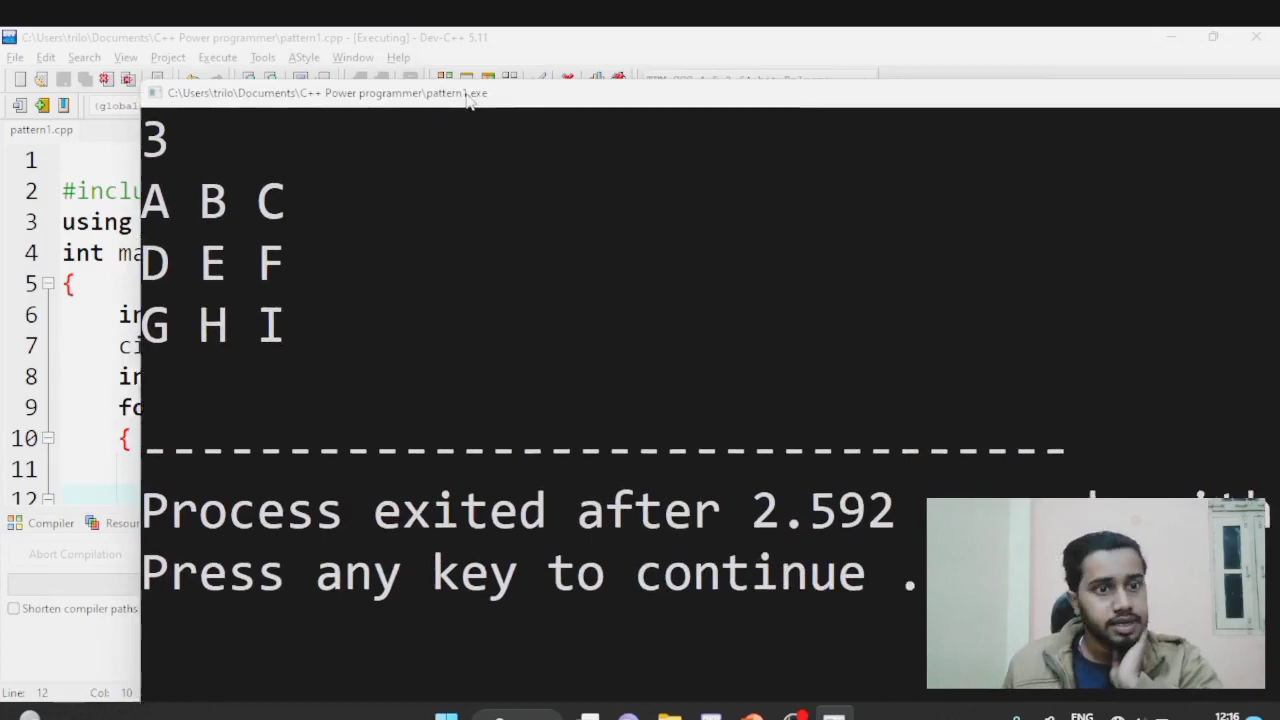 C:\Users\trilo\Documents\C++ Power programmer\pattern1.cpp - [Executing] - Dev-C++ 5.11
File Edit Search View Project Execute Tools AStyle Window Help
C:\Users\trilo\Documents\C++ Power programmer\pattern1.exe
(global
pattern1.cpp
1
2 #inclu
3 using
4 int ma
5 {
6 in
7 ci
8 in
9 fo
10 {
11
12
3
A B C
D E F
G H I
--------------------------------
Process exited after 2.592
Press any key to continue .
Compiler Resour
Abort Compilation
Shorten compiler paths
Line: 12 Col: 10
ENG
12:16